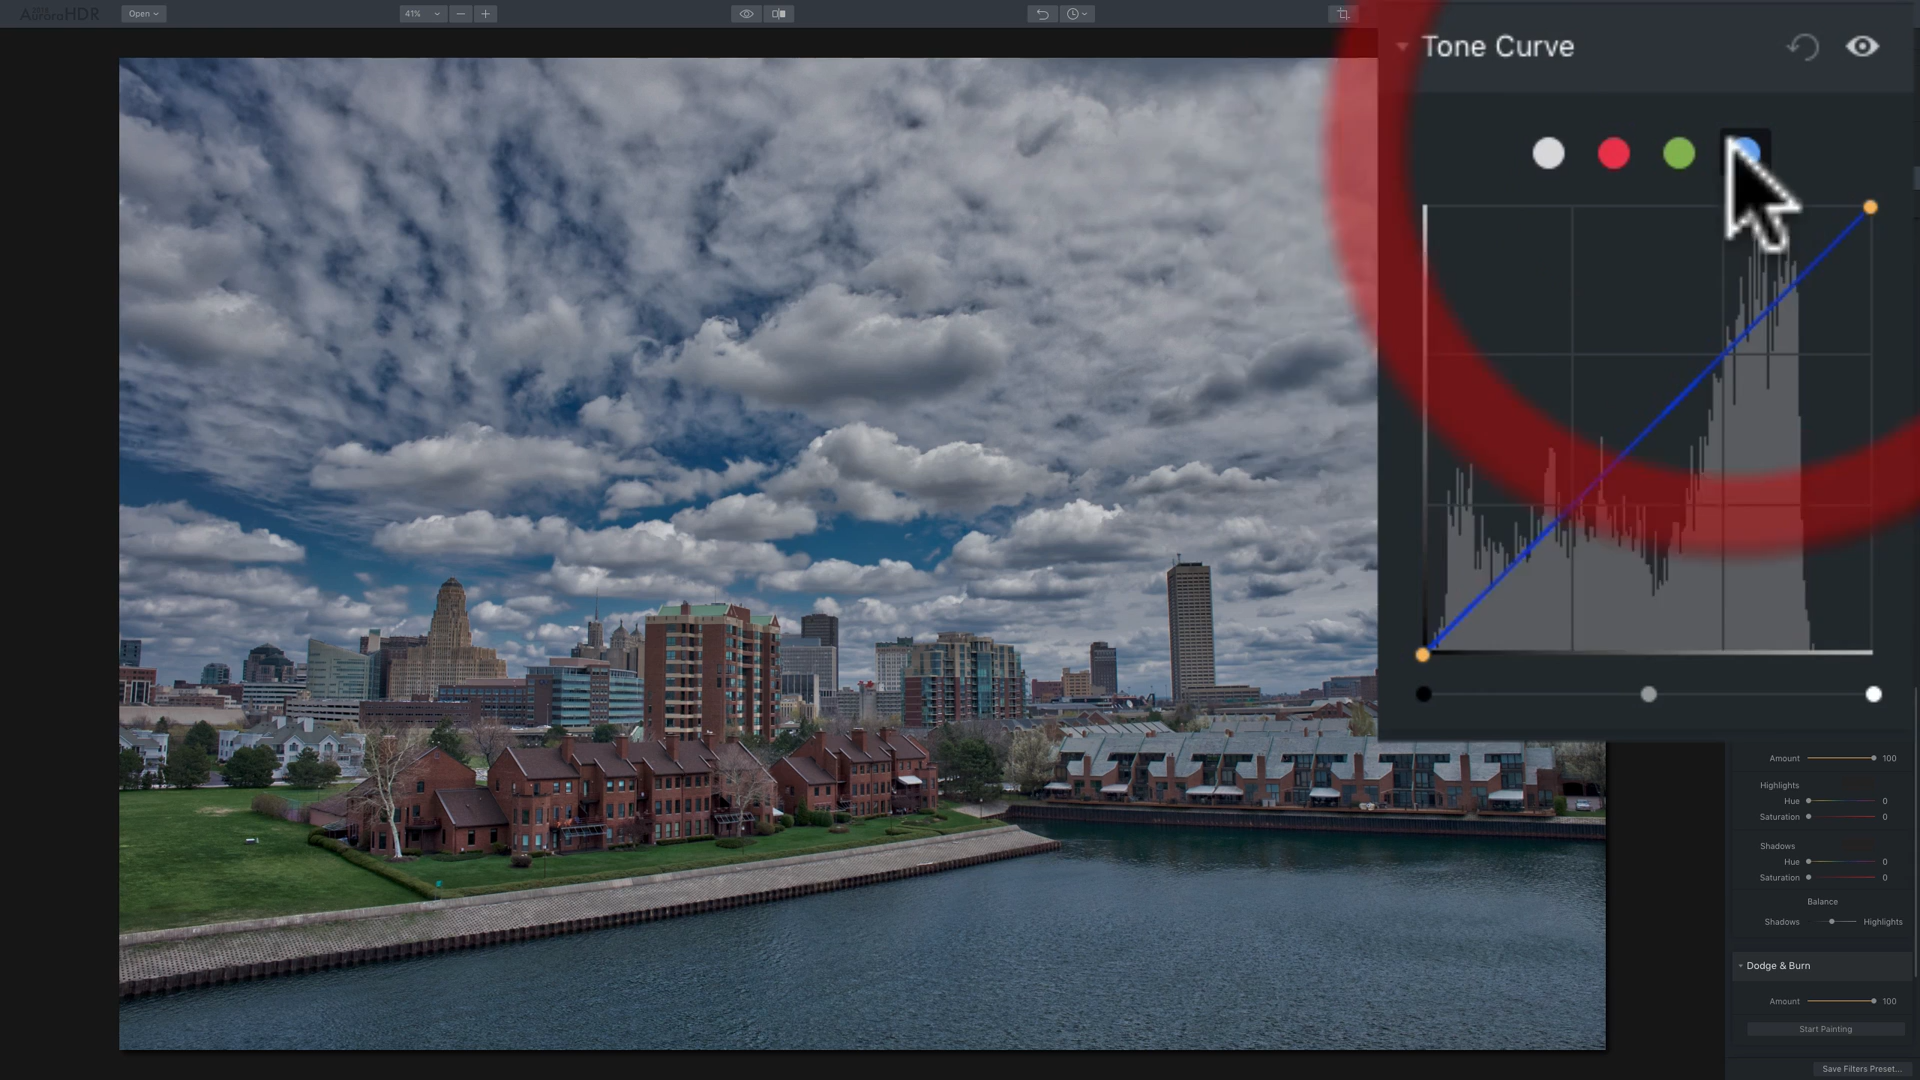 AuroraHDR
Open
41%
Tone Curve
Amount 100
Highlights
Hue 0
Saturation 0
Shadows
Hue 0
Saturation 0
Balance
Shadows Highlights
Dodge & Burn
Amount 100
Start Painting
Save Filters Preset...